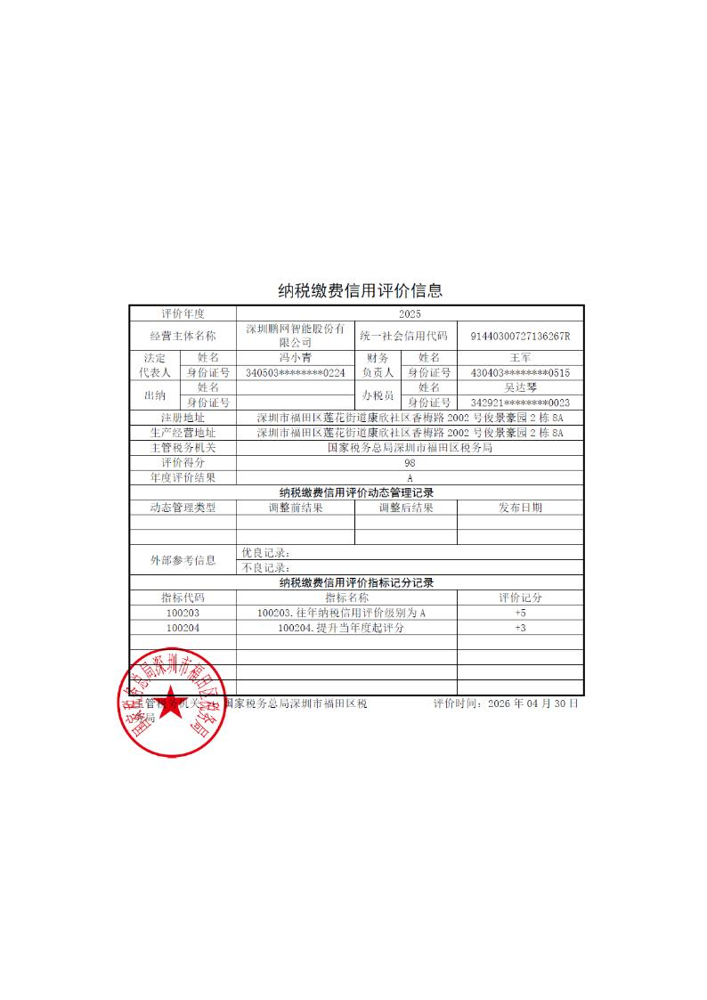 纳税缴费信用评价信息
评价年度 2025
经营主体名称 深圳鹏网智能股份有限公司 统一社会信用代码 91440300727136267R
法定代表人 姓名 冯小青 财务负责人 姓名 王军
身份证号 340503********0224 身份证号 430403********0515
出纳 姓名 办税员 姓名 吴达琴
身份证号 身份证号 342921********0023
注册地址 深圳市福田区莲花街道康欣社区香梅路 2002 号俊景豪园 2 栋 8A
生产经营地址 深圳市福田区莲花街道康欣社区香梅路 2002 号俊景豪园 2 栋 8A
主管税务机关 国家税务总局深圳市福田区税务局
评价得分 98
年度评价结果 A
纳税缴费信用评价动态管理记录
动态管理类型 调整前结果 调整后结果 发布日期
外部参考信息 优良记录：
不良记录：
纳税缴费信用评价指标记分记录
指标代码 指标名称 评价记分
100203 100203.往年纳税信用评价级别为 A +5
100204 100204.提升当年度起评分 +3
主管税务机关：国家税务总局深圳市福田区税 评价时间：2026 年 04 月 30 日
务局
国家税务总局深圳市福田区税务局